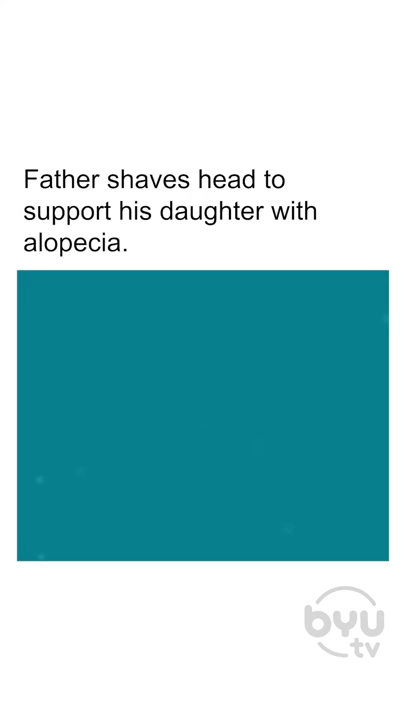 Father shaves head to
support his daughter with
alopecia.
byu
tv